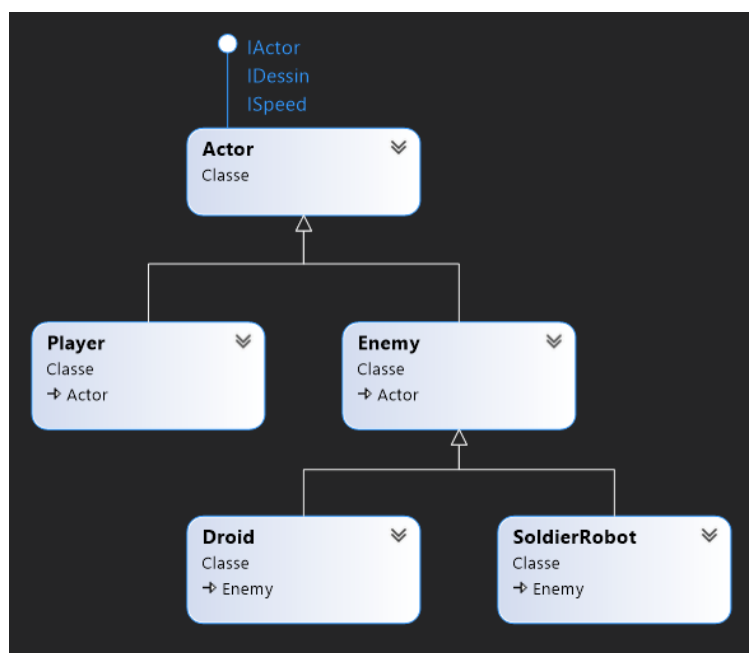 IActor
IDessin
ISpeed
Actor
Classe
Player
Classe
Actor
Enemy
Classe
Actor
Droid
Classe
Enemy
SoldierRobot
Classe
Enemy